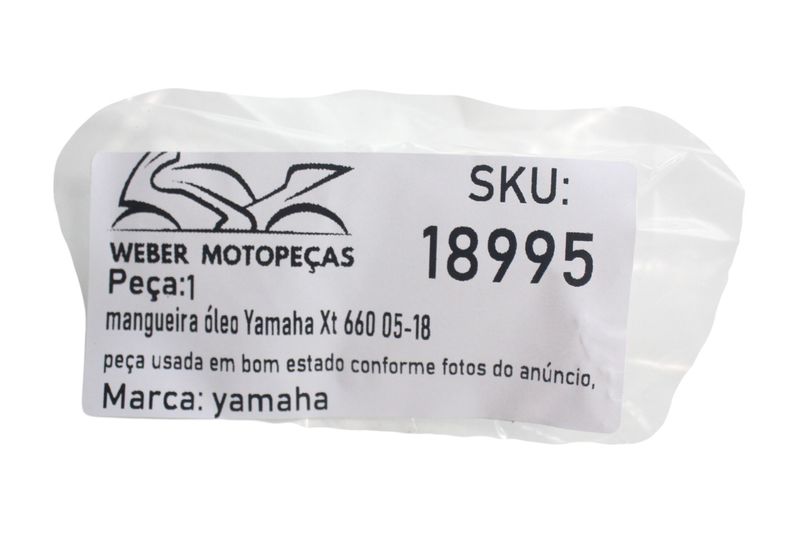 WEBER MOTOPEÇAS
SKU:
18995
Peça:1
mangueira óleo Yamaha Xt 660 05-18
peça usada em bom estado conforme fotos do anúncio,
Marca: yamaha